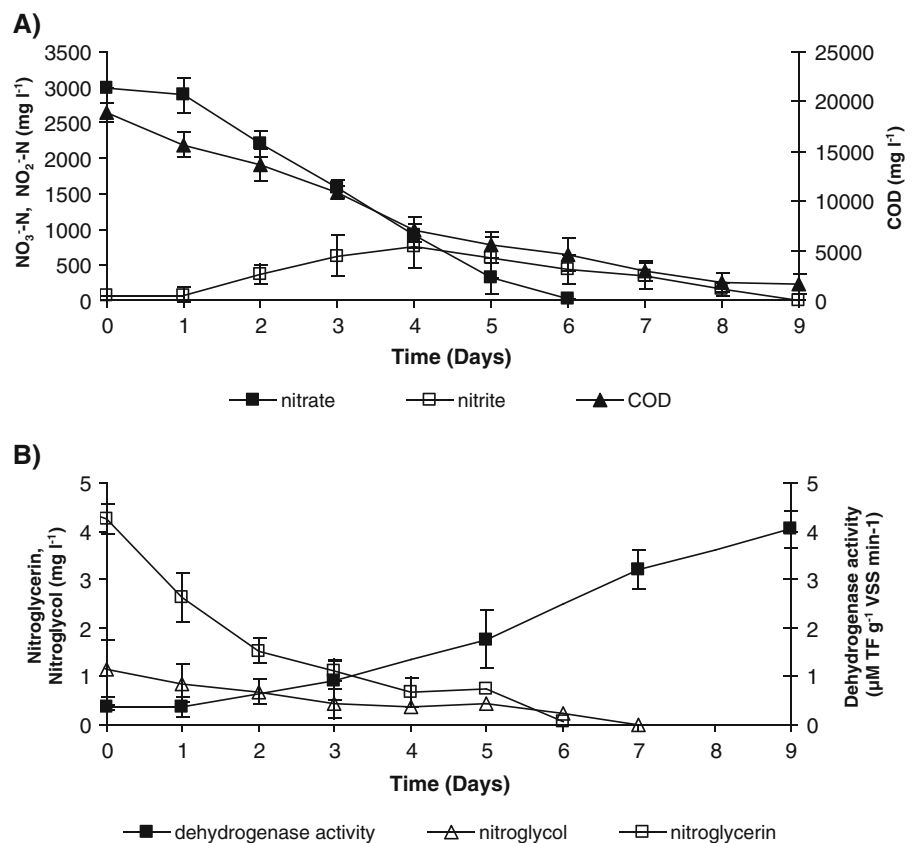 A)
3500
3000
2500
2000
1500
1000
500
0
NO₃-N, NO₂-N (mg l⁻¹)
25000
20000
15000
10000
5000
0
COD (mg l⁻¹)
0 1 2 3 4 5 6 7 8 9
Time (Days)
nitrate nitrite COD
B)
5
4
3
2
1
0
Nitroglycerin,
Nitroglycol (mg l⁻¹)
5
4
3
2
1
0
Dehydrogenase activity
(µM TF g⁻¹ VSS min-1)
0 1 2 3 4 5 6 7 8 9
Time (Days)
dehydrogenase activity nitroglycol nitroglycerin